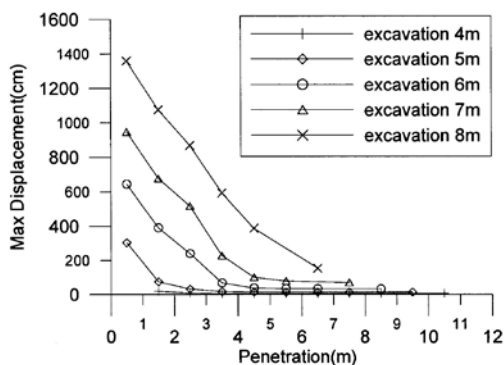 Max Displacement(cm)
1600
1400
1200
1000
800
600
400
200
0
excavation 4m
excavation 5m
excavation 6m
excavation 7m
excavation 8m
1 3 5 7 9 11
0 2 4 6 8 10 12
Penetration(m)